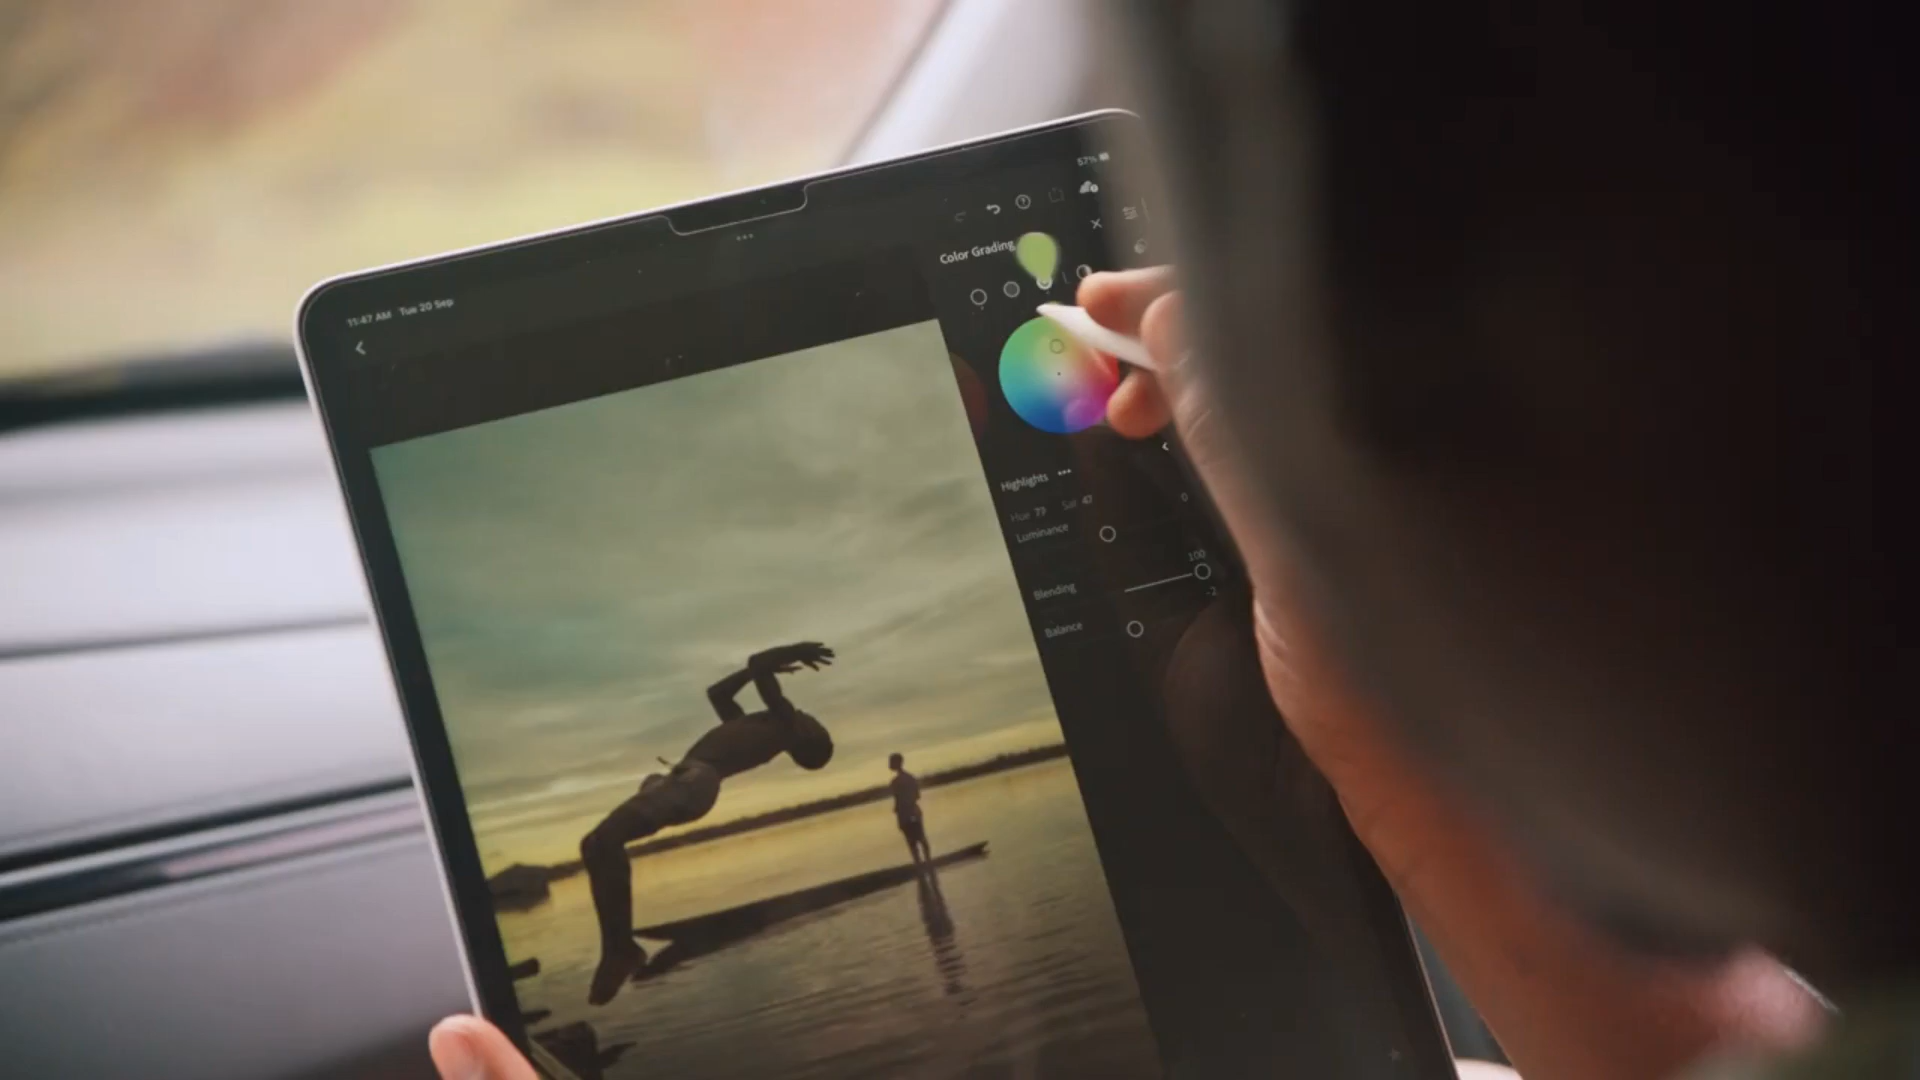 57%
11:47 AM Tue 20 Sep
Color Grading
Highlights
Hue 73 Sat 47
Luminance 0
Blending 100
Balance -2